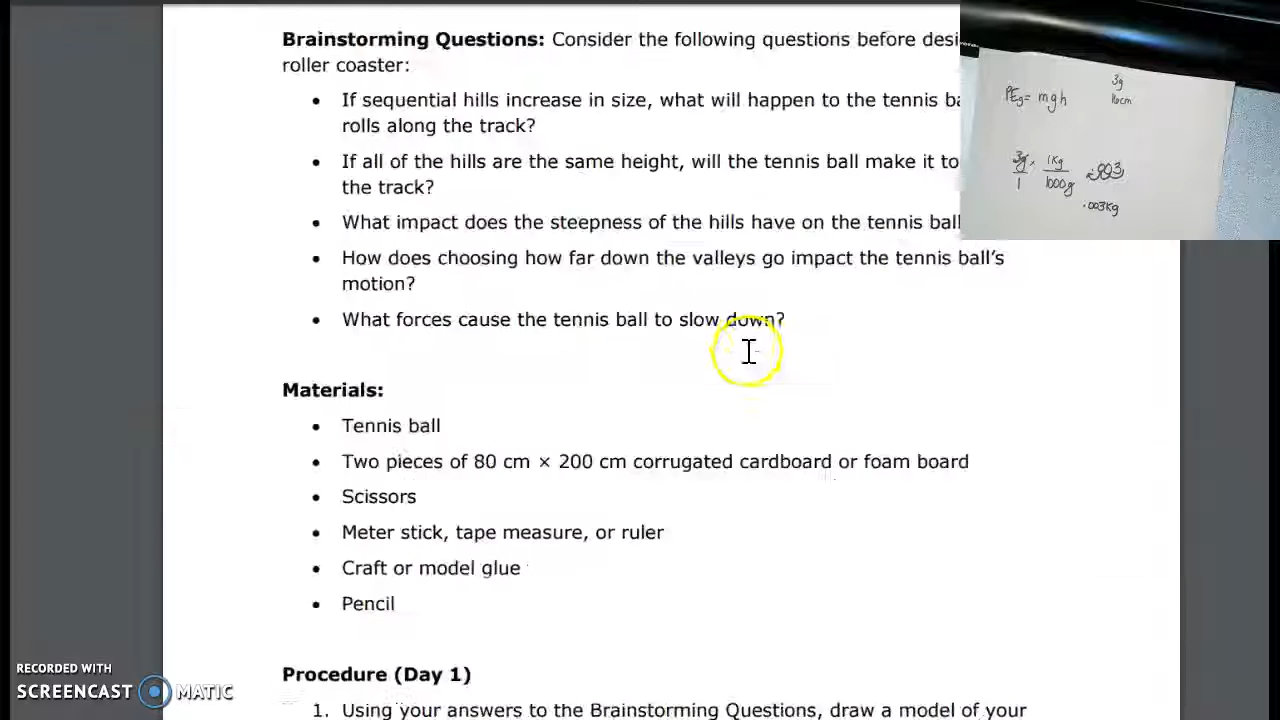 Brainstorming Questions: Consider the following questions before desi
roller coaster:
• If sequential hills increase in size, what will happen to the tennis ba
rolls along the track?
• If all of the hills are the same height, will the tennis ball make it to
the track?
• What impact does the steepness of the hills have on the tennis ball
• How does choosing how far down the valleys go impact the tennis ball's
motion?
• What forces cause the tennis ball to slow down?
Materials:
• Tennis ball
• Two pieces of 80 cm × 200 cm corrugated cardboard or foam board
• Scissors
• Meter stick, tape measure, or ruler
• Craft or model glue
• Pencil
Procedure (Day 1)
1. Using your answers to the Brainstorming Questions, draw a model of your
3g
PEg = mgh
3g 1Kg
1 1000g
.003Kg
RECORDED WITH
SCREENCAST MATIC